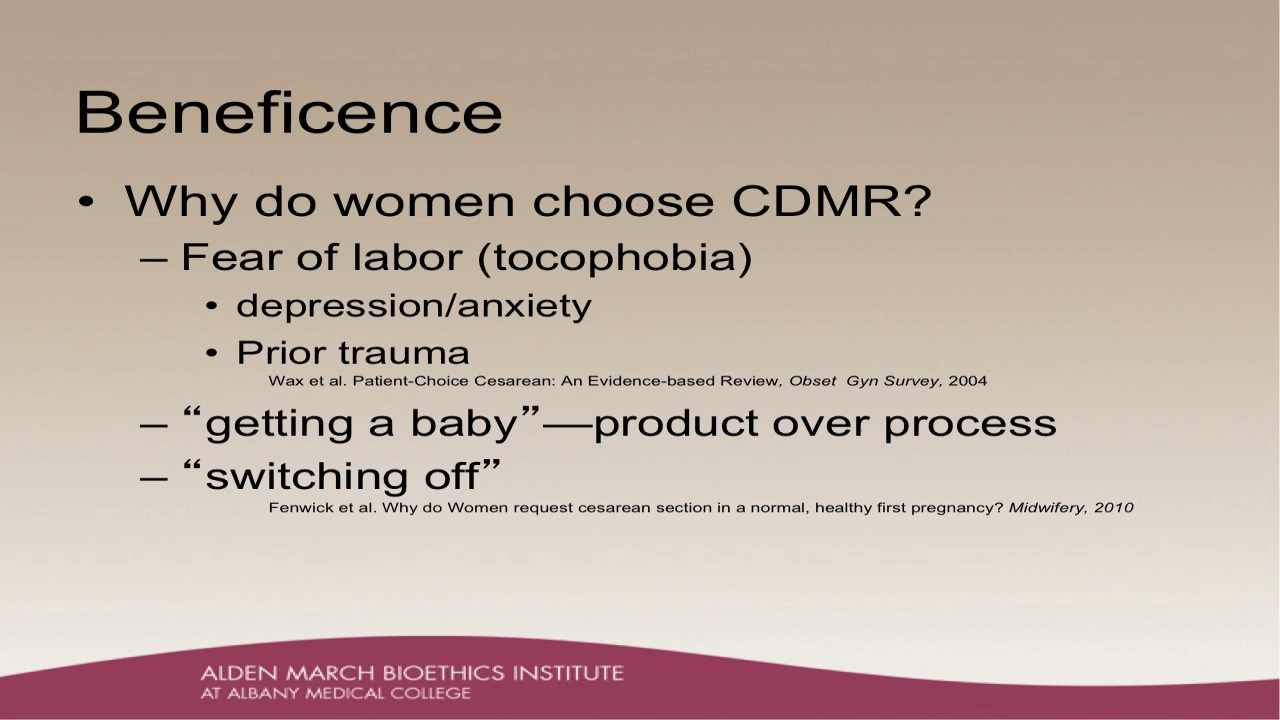 Beneficence
• Why do women choose CDMR?
– Fear of labor (tocophobia)
• depression/anxiety
• Prior trauma
Wax et al. Patient-Choice Cesarean: An Evidence-based Review, Obset  Gyn Survey, 2004
– “getting a baby”—product over process
– “switching off”
Fenwick et al. Why do Women request cesarean section in a normal, healthy first pregnancy? Midwifery, 2010
ALDEN MARCH BIOETHICS INSTITUTE
AT ALBANY MEDICAL COLLEGE